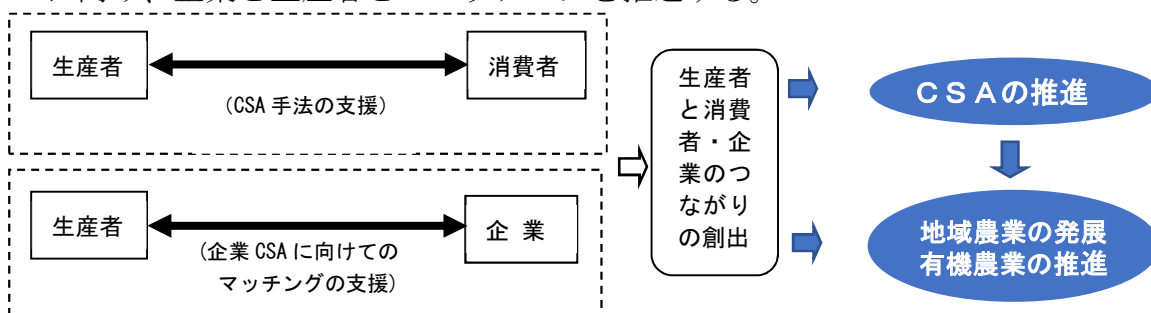 生産者
消費者
(CSA 手法の支援)
生産者
企 業
(企業 CSA に向けての
マッチングの支援)
生産者
と消費
者・企
業のつ
ながり
の創出
CSAの推進
地域農業の発展
有機農業の推進